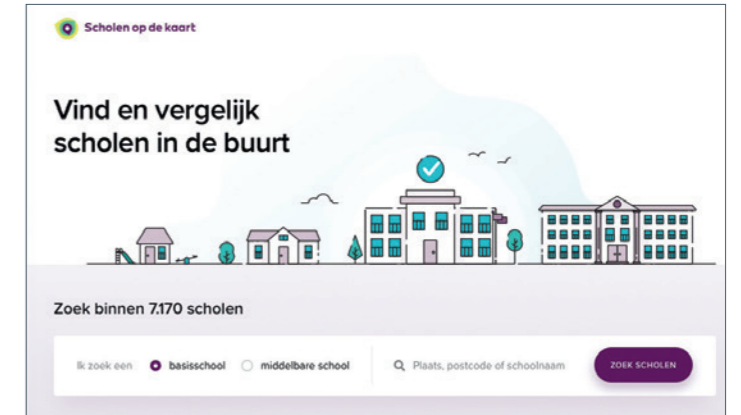 Scholen op de kaart
Vind en vergelijk
scholen in de buurt
Zoek binnen 7.170 scholen
Ik zoek een basisschool middelbare school Plaats, postcode of schoolnaam ZOEK SCHOLEN